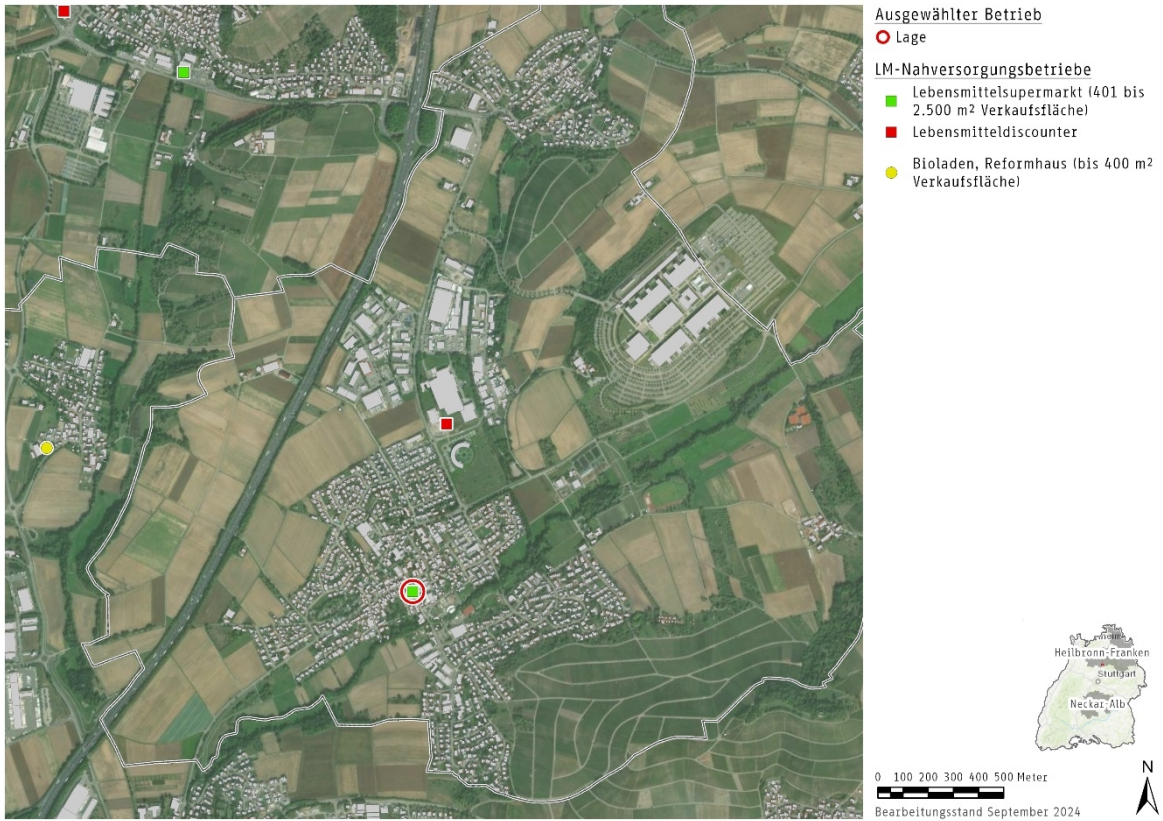 Ausgewählter Betrieb
Lage
LM-Nahversorgungsbetriebe
Lebensmittelsupermarkt (401 bis
2.500 m² Verkaufsfläche)
Lebensmitteldiscounter
Bioladen, Reformhaus (bis 400 m²
Verkaufsfläche)
Heilbronn-Franken
Stuttgart
Neckar-Alb
N
0 100 200 300 400 500 Meter
Bearbeitungsstand September 2024